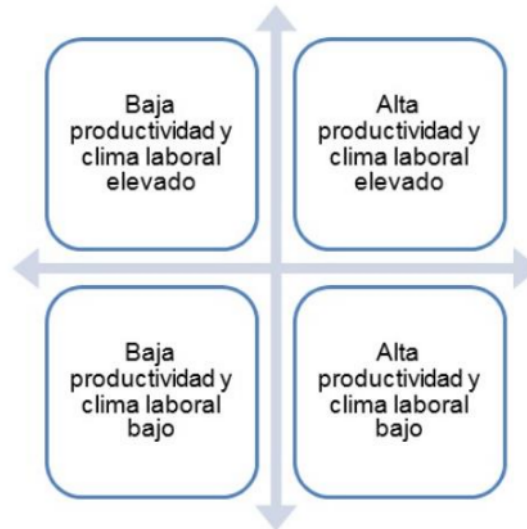 Baja
productividad y
clima laboral
elevado
Alta
productividad y
clima laboral
elevado
Baja
productividad y
clima laboral
bajo
Alta
productividad y
clima laboral
bajo